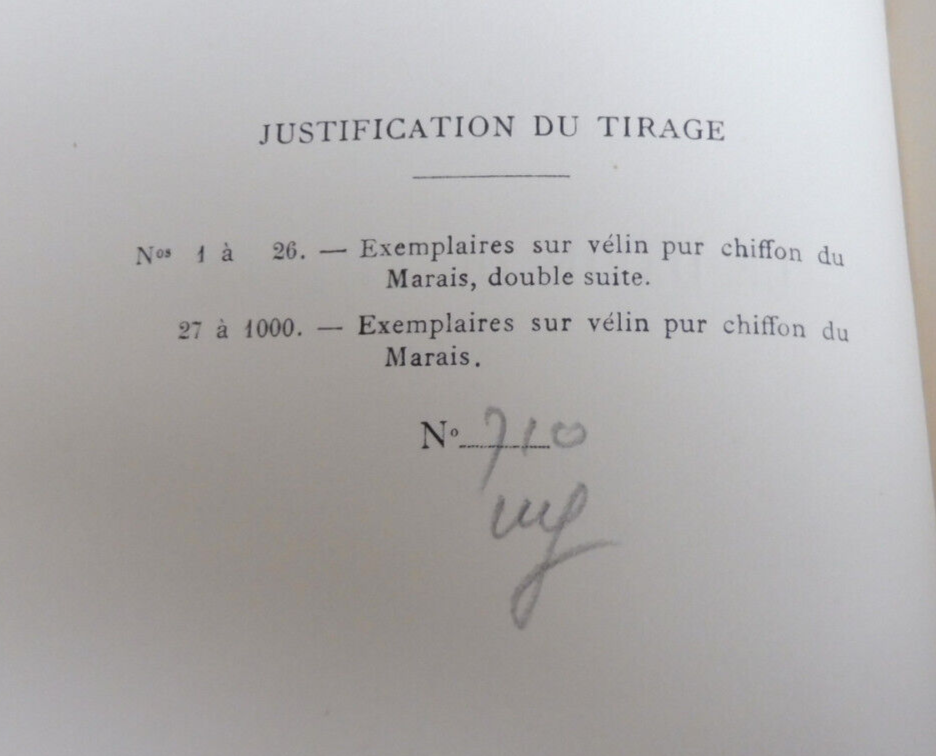 JUSTIFICATION DU TIRAGE
Nos 1 à 26. — Exemplaires sur vélin pur chiffon du
Marais, double suite.
27 à 1000. — Exemplaires sur vélin pur chiffon du
Marais.
No 710